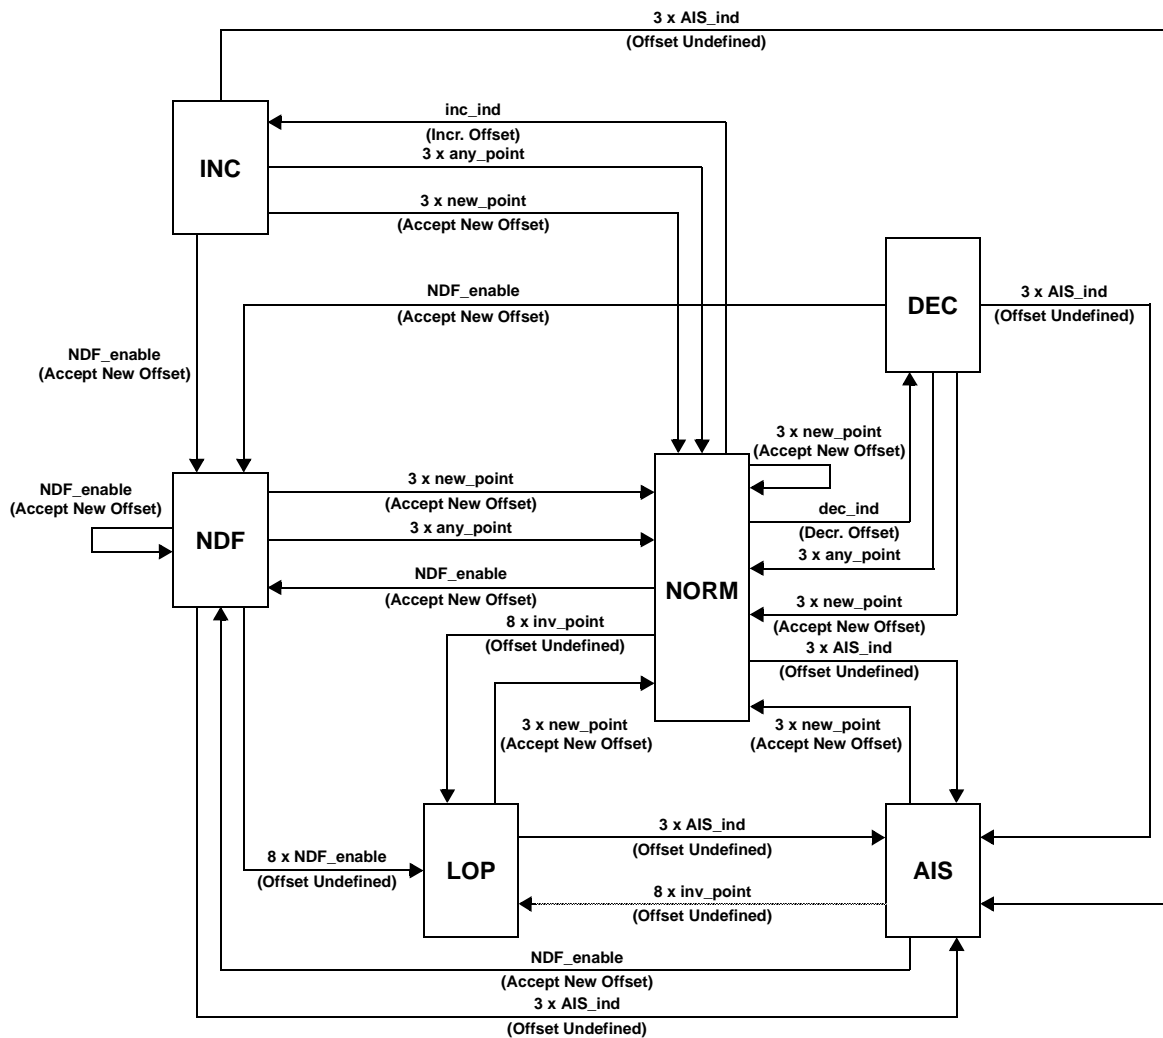 3 x AIS_ind
(Offset Undefined)
inc_ind
(Incr. Offset)
3 x any_point
INC
3 x new_point
(Accept New Offset)
NDF_enable
(Accept New Offset)
DEC
3 x AIS_ind
(Offset Undefined)
NDF_enable
(Accept New Offset)
3 x new_point
(Accept New Offset)
NDF_enable
(Accept New Offset)
3 x new_point
(Accept New Offset)
dec_ind
(Decr. Offset)
NDF
3 x any_point
3 x any_point
NDF_enable
(Accept New Offset)
NORM
3 x new_point
(Accept New Offset)
8 x inv_point
(Offset Undefined)
3 x AIS_ind
(Offset Undefined)
3 x new_point
(Accept New Offset)
3 x new_point
(Accept New Offset)
3 x AIS_ind
(Offset Undefined)
8 x NDF_enable
(Offset Undefined)
LOP
AIS
8 x inv_point
(Offset Undefined)
NDF_enable
(Accept New Offset)
3 x AIS_ind
(Offset Undefined)